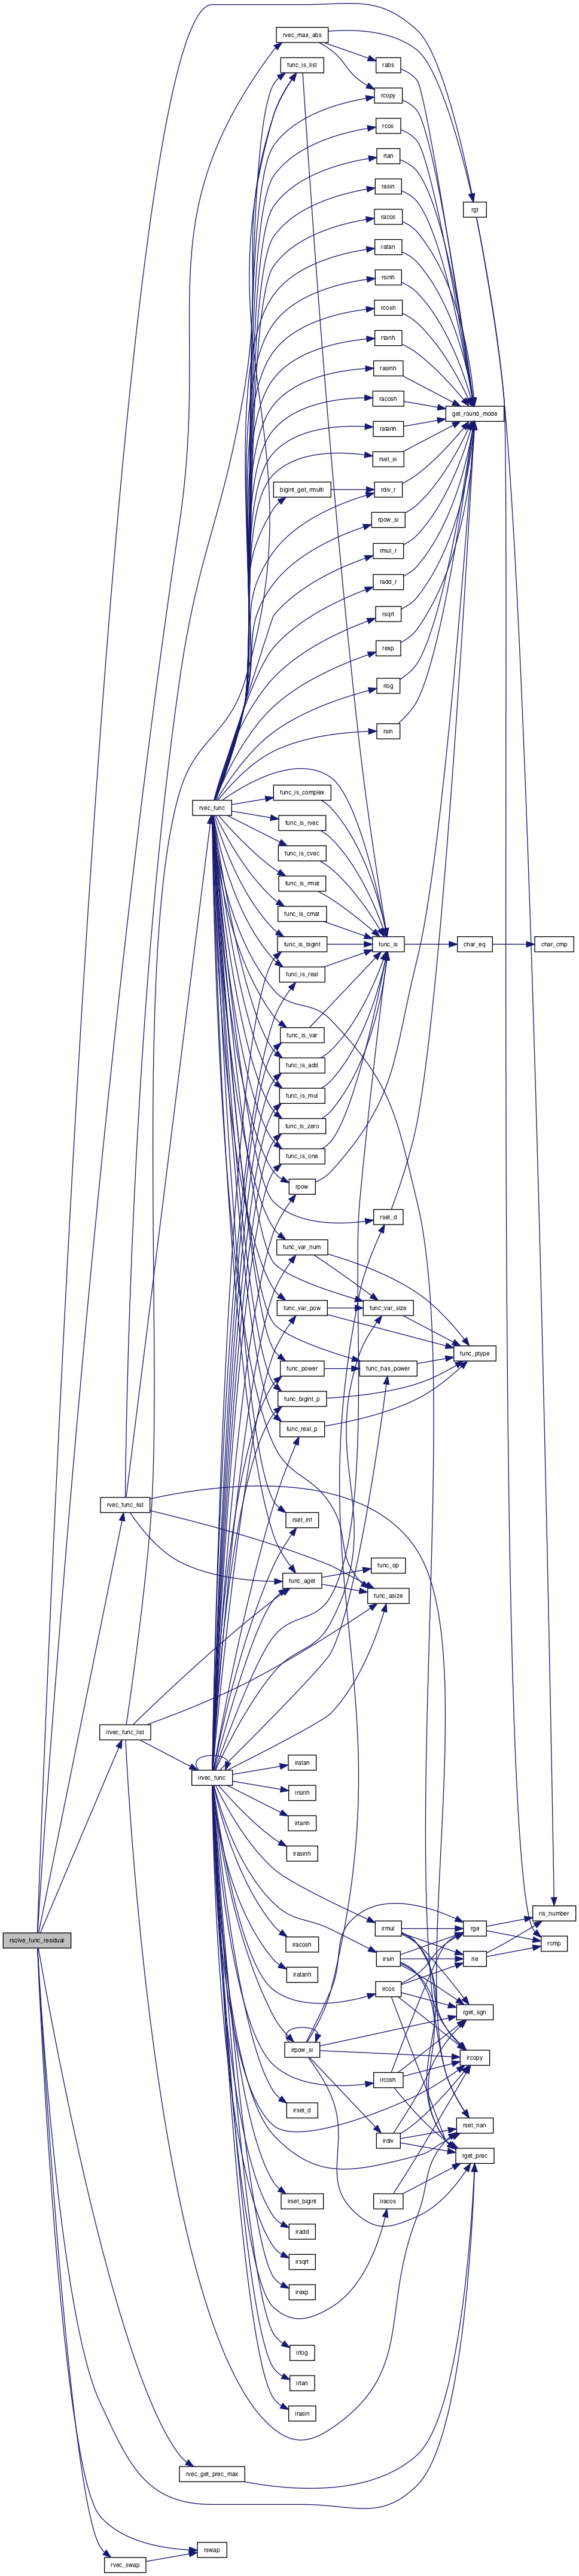 rvec_max_abs
func_is_list
rabs
rcopy
rcos
rtan
rasin
rgt
racos
ratan
rsinh
rcosh
rtanh
rasinh
racosh
get_round_mode
ratanh
rset_si
bigint_get_rmulti
rdiv_r
rpow_si
rmul_r
radd_r
rsqrt
rexp
rlog
rsin
func_is_complex
rvec_func
func_is_rvec
func_is_cvec
func_is_rmat
func_is_cmat
func_is_bigint
func_is
char_eq
char_cmp
func_is_real
func_is_var
func_is_add
func_is_mul
func_is_zero
func_is_one
rpow
rset_d
func_var_num
func_var_pow
func_var_size
func_ptype
func_power
func_has_power
func_bigint_p
func_real_p
rvec_func_list
rset_inf
func_op
func_aget
func_asize
irvec_func_list
iratan
irvec_func
irsinh
irtanh
irasinh
ris_number
irmul
rge
rsolve_func_residual
iracosh
rcmp
irsin
rle
iratanh
ircos
rget_sgn
irpow_si
ircopy
ircosh
irset_d
rset_nan
irdiv
rget_prec
irset_bigint
iracos
iradd
irsqrt
irexp
irlog
irtan
irasin
rvec_get_prec_max
rswap
rvec_swap